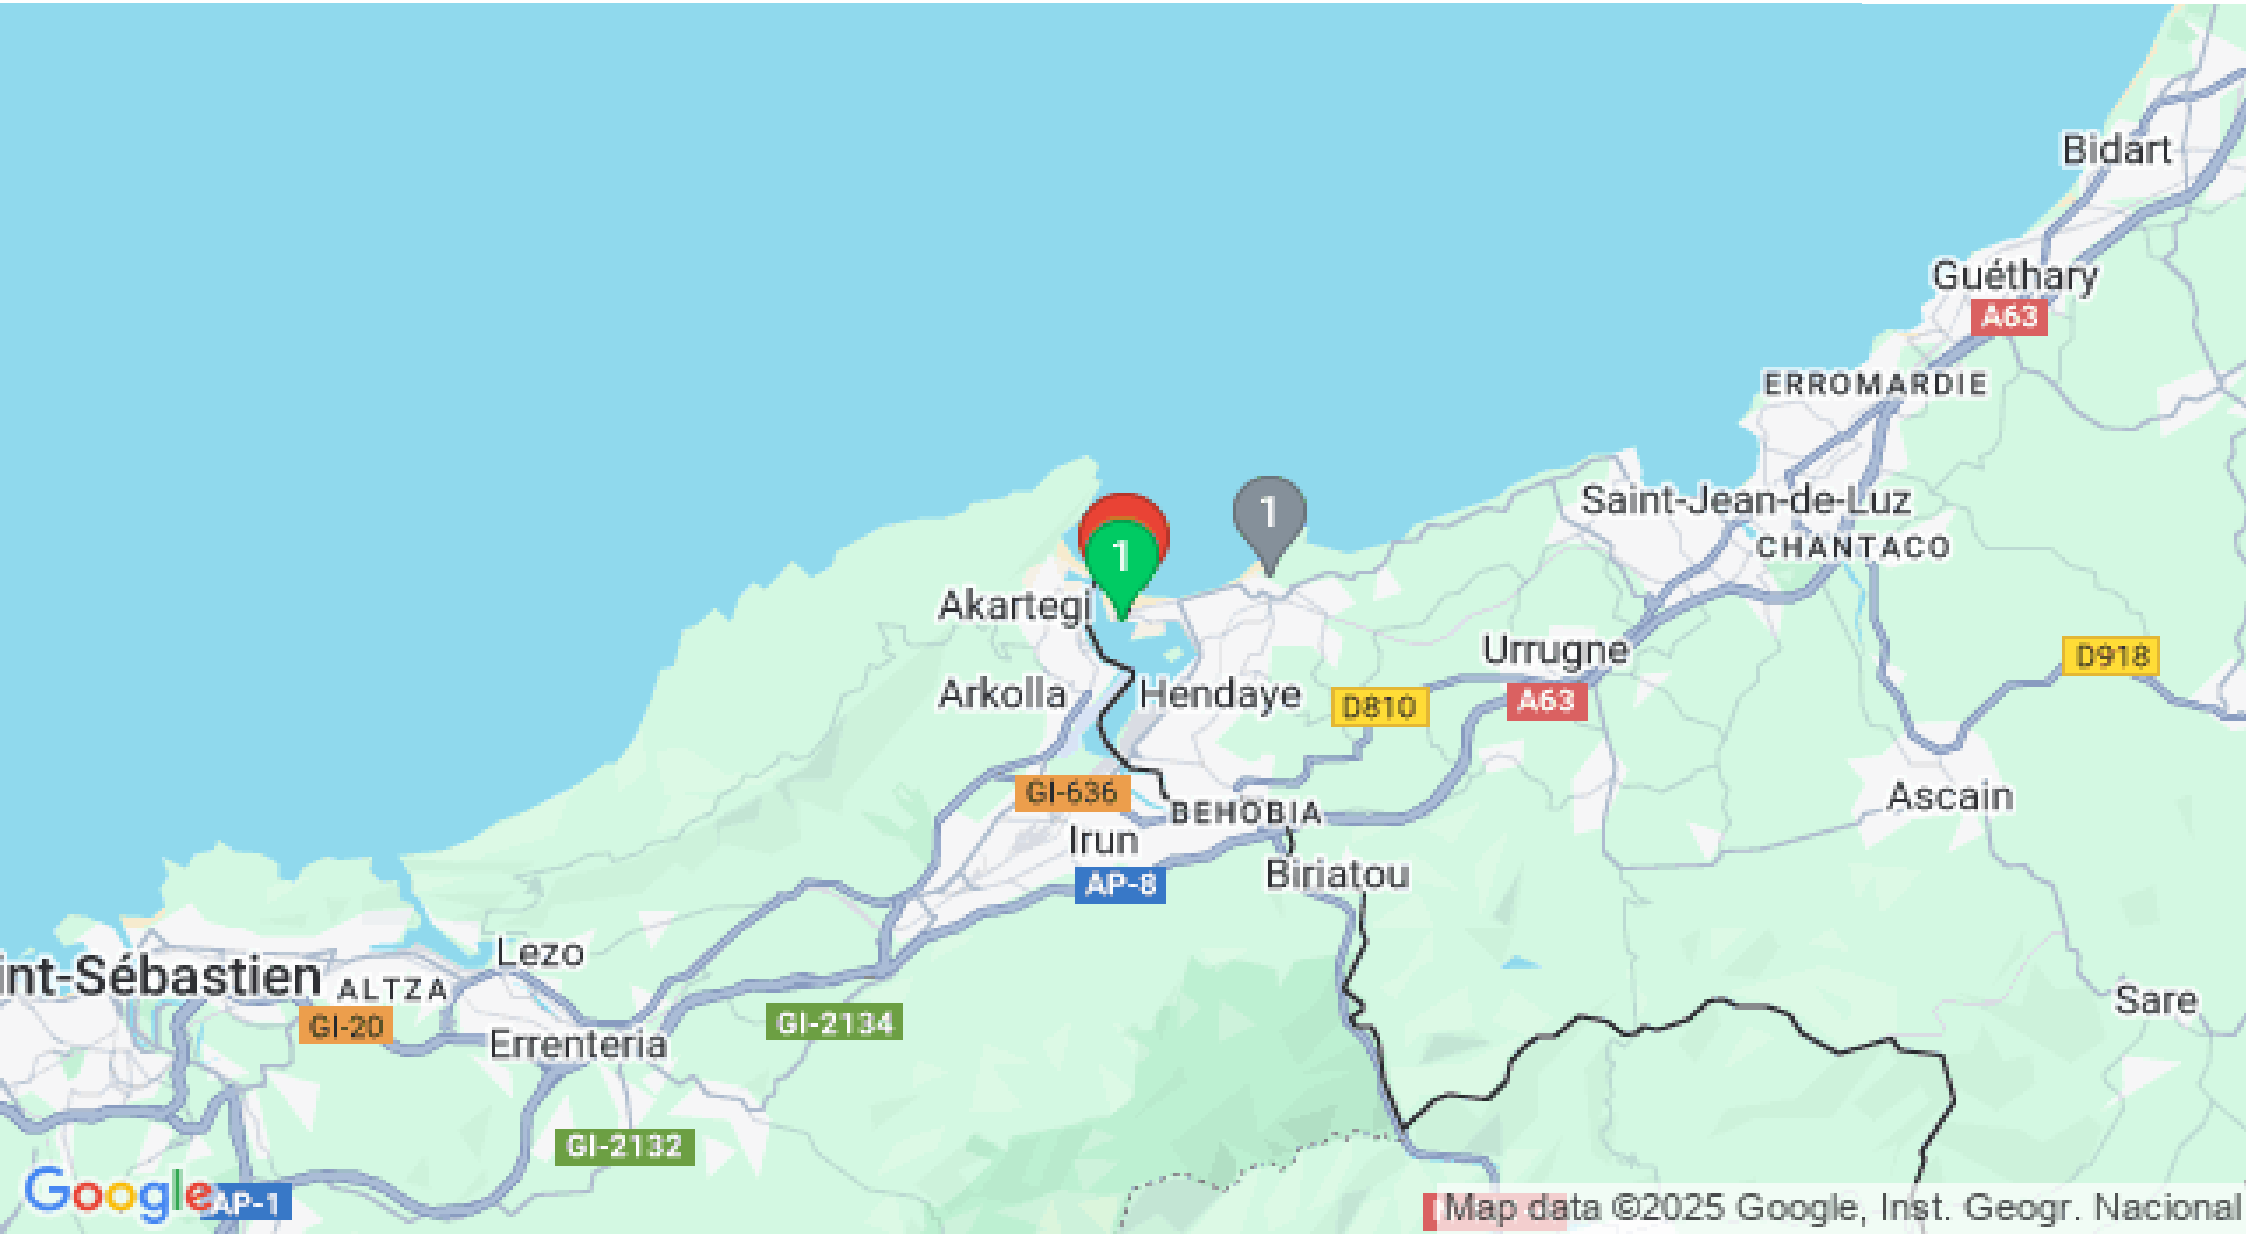 Bidart
Guéthary
A63
ERROMARDIE
1
1
Saint-Jean-de-Luz
CHANTACO
Akartegi
Urrugne
D918
Arkolla
Hendaye
D810
A63
GI-636
BEHOBIA
Ascain
Irun
AP-8
Biriatou
Lezo
int-Sébastien
ALTZA
Sare
GI-20
GI-2134
Errenteria
GI-2132
Google
AP-1
Map data ©2025 Google, Inst. Geogr. Nacional